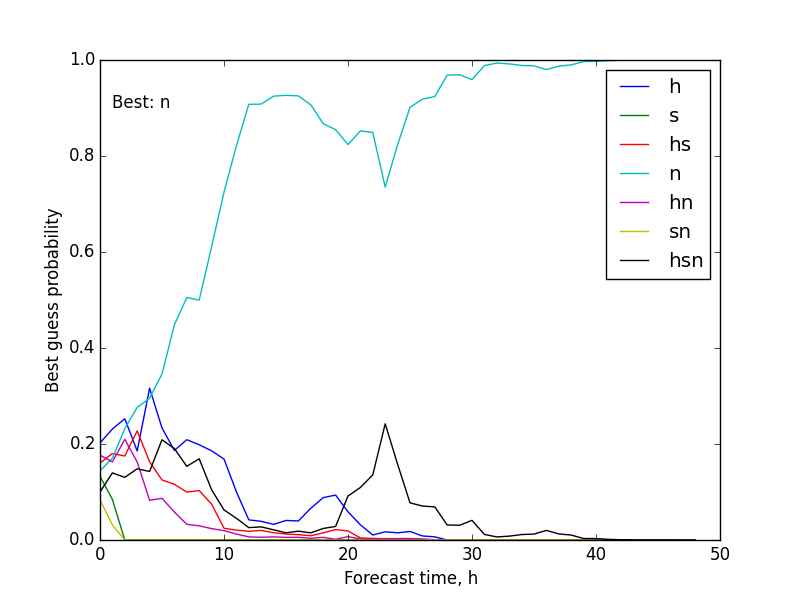 1.0
0.8
0.6
0.4
0.2
0.0
Best guess probability
Best: n
h
s
hs
n
hn
sn
hsn
0 10 20 30 40 50
Forecast time, h